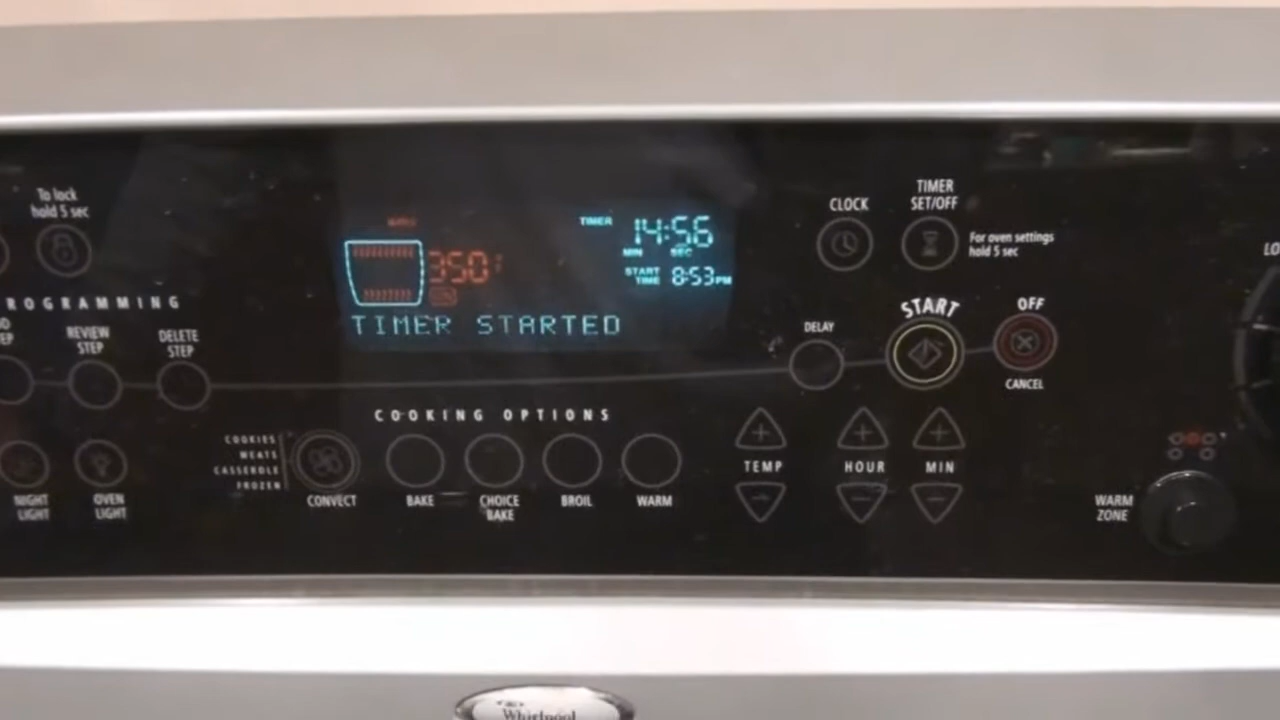 To lock
hold 5 sec
TIMER 14:56
MIN SEC
350°F
START
TIME 8:53PM
ON
TIMER STARTED
CLOCK
TIMER
SET/OFF
For oven settings
hold 5 sec
ROGRAMMING
REVIEW
STEP
DELETE
STEP
DELAY
START
OFF
CANCEL
COOKING OPTIONS
COOKIES
MEATS
CASSEROLE
FROZEN
CONVECT
BAKE
CHOICE
BAKE
BROIL
WARM
TEMP
HOUR
MIN
NIGHT
LIGHT
OVEN
LIGHT
WARM
ZONE
LO
Whirlpool